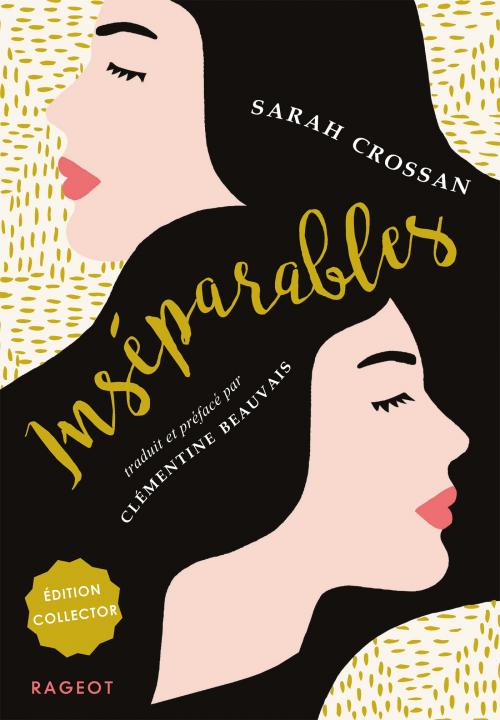 SARAH CROSSAN
Inséparables
traduit et préfacé par
CLÉMENTINE BEAUVAIS
ÉDITION
COLLECTOR
RAGEOT